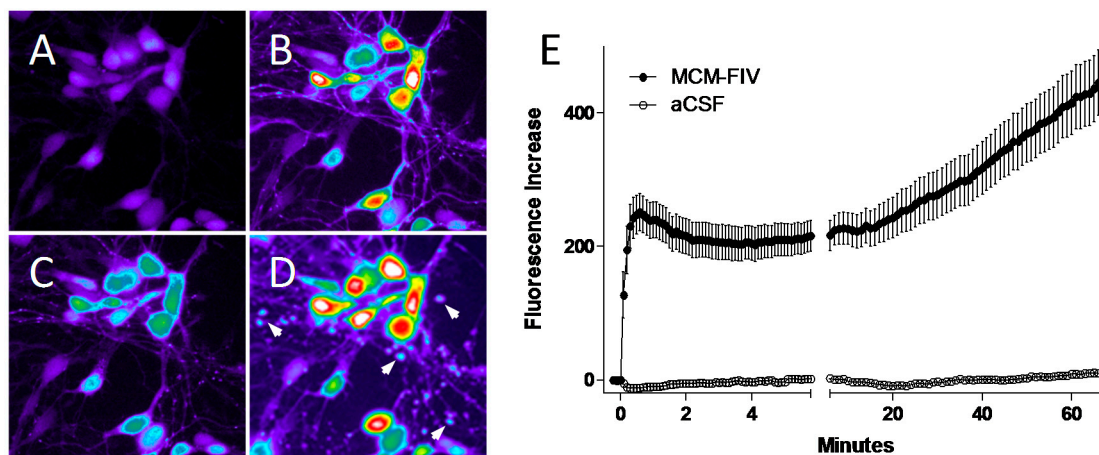 A
B
C
D
E
MCM-FIV
aCSF
Fluorescence Increase
400
200
0
0 2 4 20 40 60
Minutes